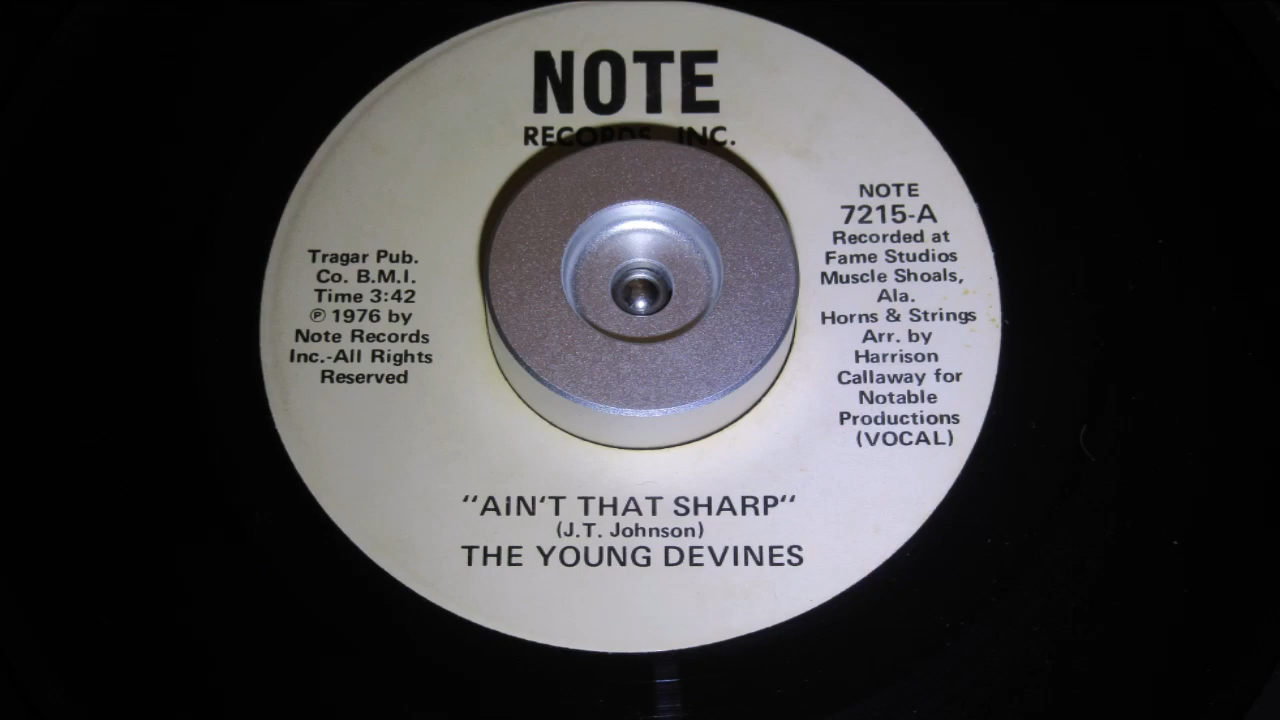 NOTE
RECORDS, INC.
Tragar Pub.
Co. B.M.I.
Time 3:42
℗ 1976 by
Note Records
Inc.-All Rights
Reserved
NOTE
7215-A
Recorded at
Fame Studios
Muscle Shoals,
Ala.
Horns & Strings
Arr. by
Harrison
Callaway for
Notable
Productions
(VOCAL)
"AIN'T THAT SHARP"
(J.T. Johnson)
THE YOUNG DEVINES